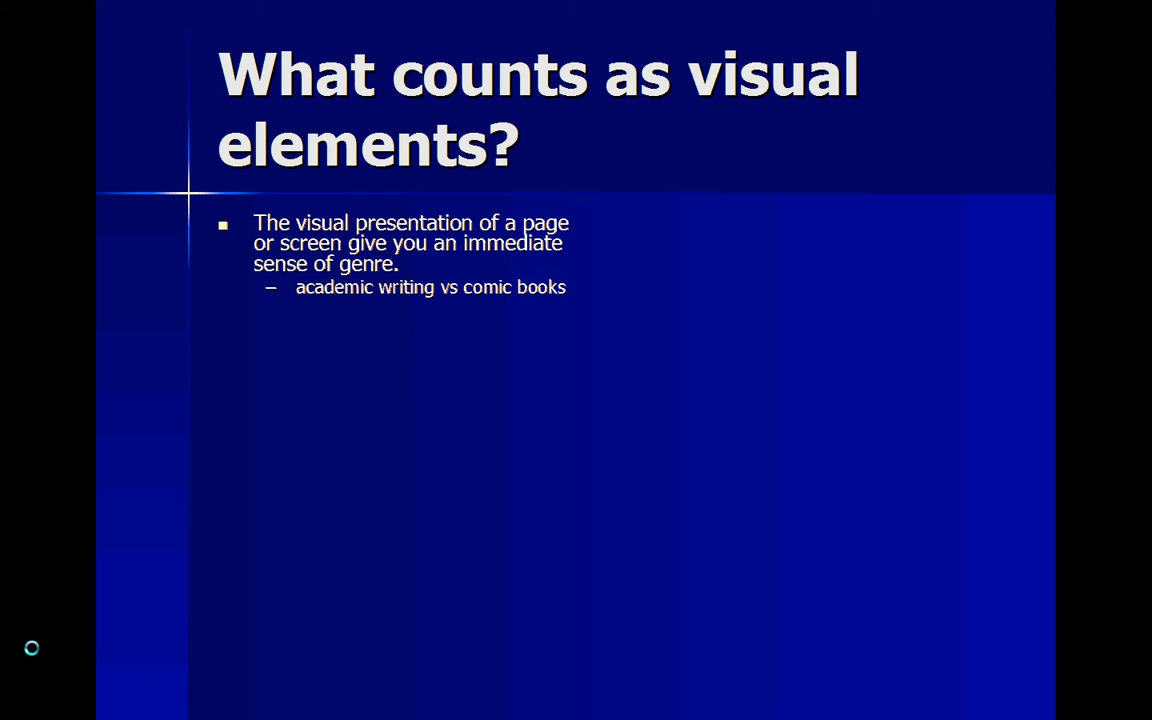 What counts as visual
elements?
The visual presentation of a page
or screen give you an immediate
sense of genre.
– academic writing vs comic books